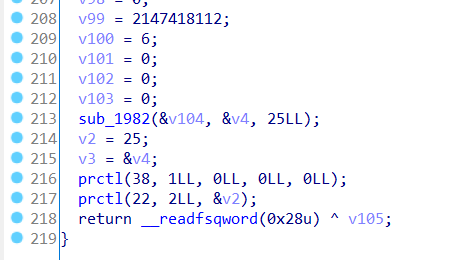 207 v98 = 0;
208 v99 = 2147418112;
209 v100 = 6;
210 v101 = 0;
211 v102 = 0;
212 v103 = 0;
213 sub_1982(&v104, &v4, 25LL);
214 v2 = 25;
215 v3 = &v4;
216 prctl(38, 1LL, 0LL, 0LL, 0LL);
217 prctl(22, 2LL, &v2);
218 return __readfsqword(0x28u) ^ v105;
219 }